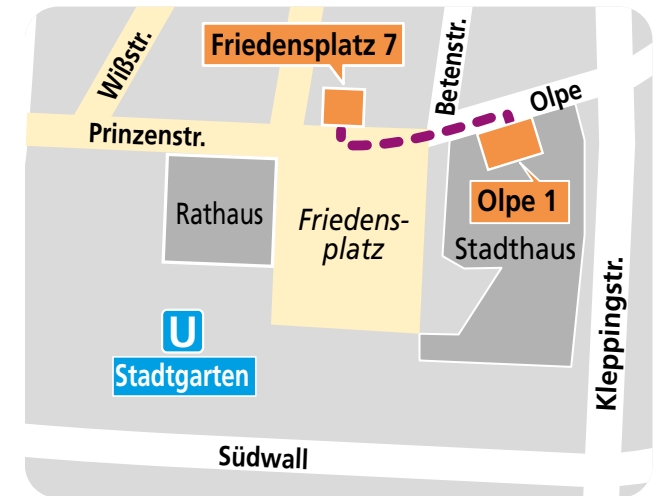 Wißstr.
Friedensplatz 7
Betenstr.
Olpe
Prinzenstr.
Rathaus
Friedens-
platz
Olpe 1
Stadthaus
Kleppingstr.
U
Stadtgarten
Südwall